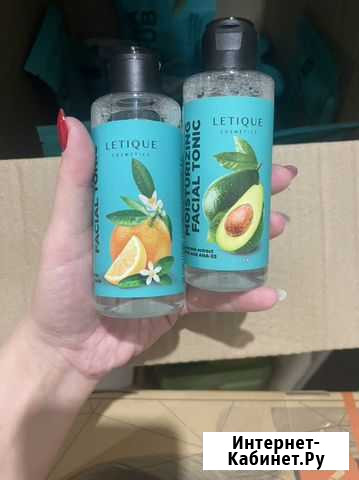 LETIQUE
COSMETICS
FACIAL TONIC
LETIQUE
COSMETICS
MOISTURIZING
FACIAL TONIC
Интернет-
Кабинет.Ру